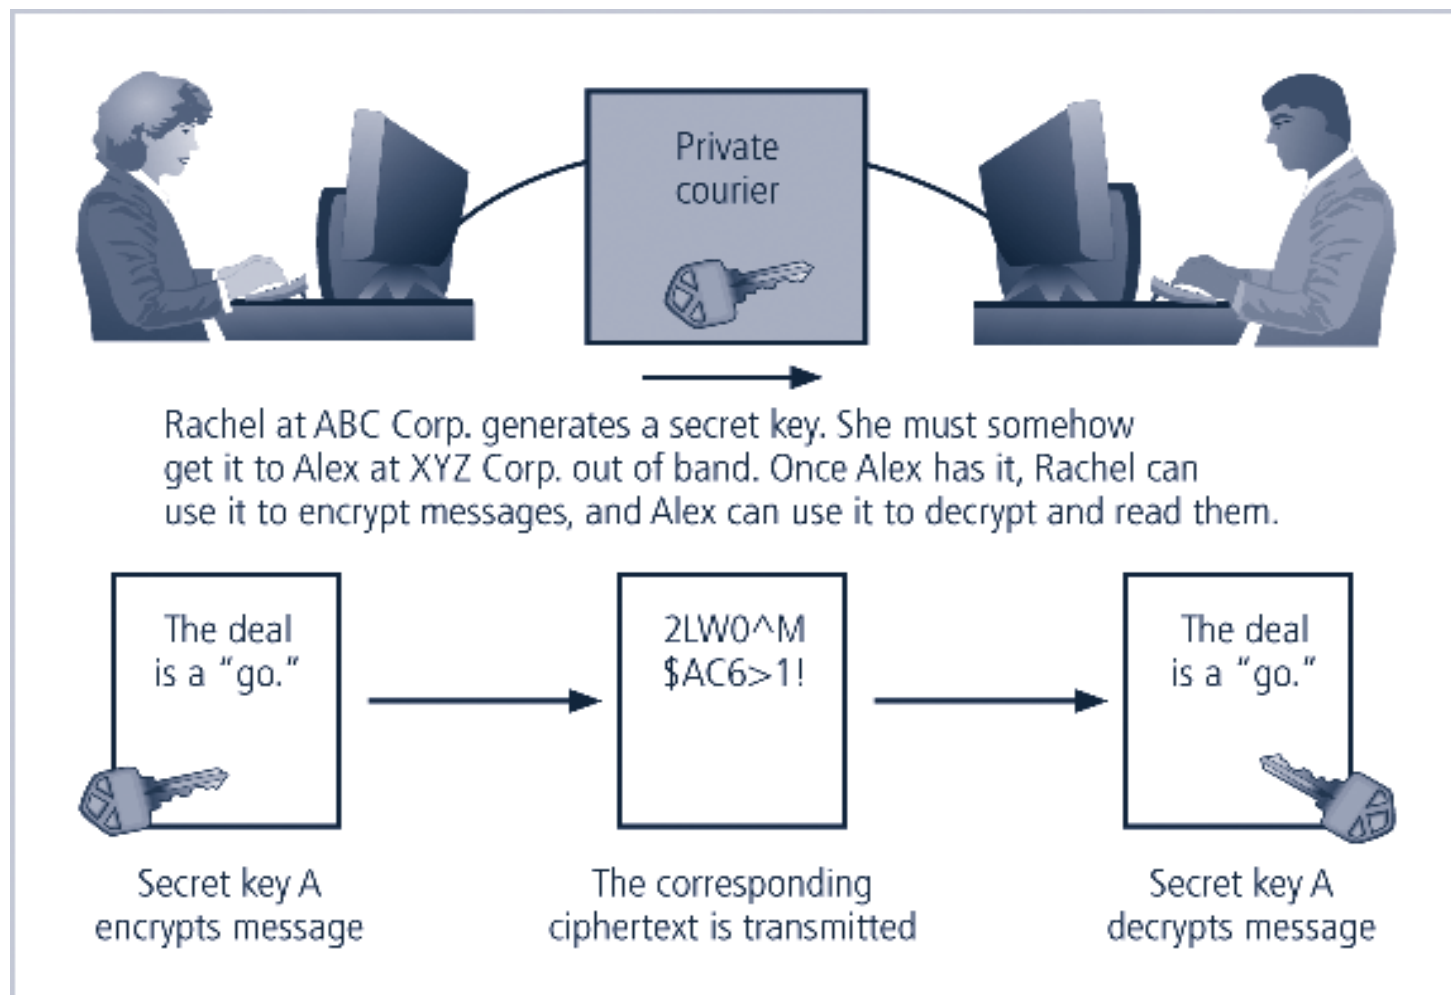 Private
courier
Rachel at ABC Corp. generates a secret key. She must somehow
get it to Alex at XYZ Corp. out of band. Once Alex has it, Rachel can
use it to encrypt messages, and Alex can use it to decrypt and read them.
The deal
is a “go.”
2LW0^M
$AC6>1!
The deal
is a “go.”
Secret key A
encrypts message
The corresponding
ciphertext is transmitted
Secret key A
decrypts message